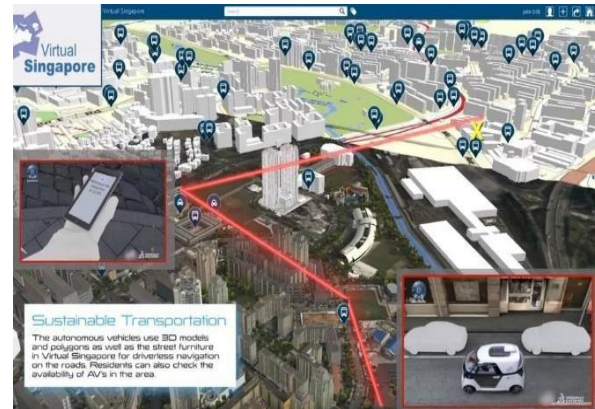 Virtual Singapore
Search
Virtual
Singapore
X
Sustainable Transportation
The autonomous vehicles use 3D models
and polygons as well as the street furniture
in Virtual Singapore for driverless navigation
on the roads. Residents can also check the
availability of AV's in the area.